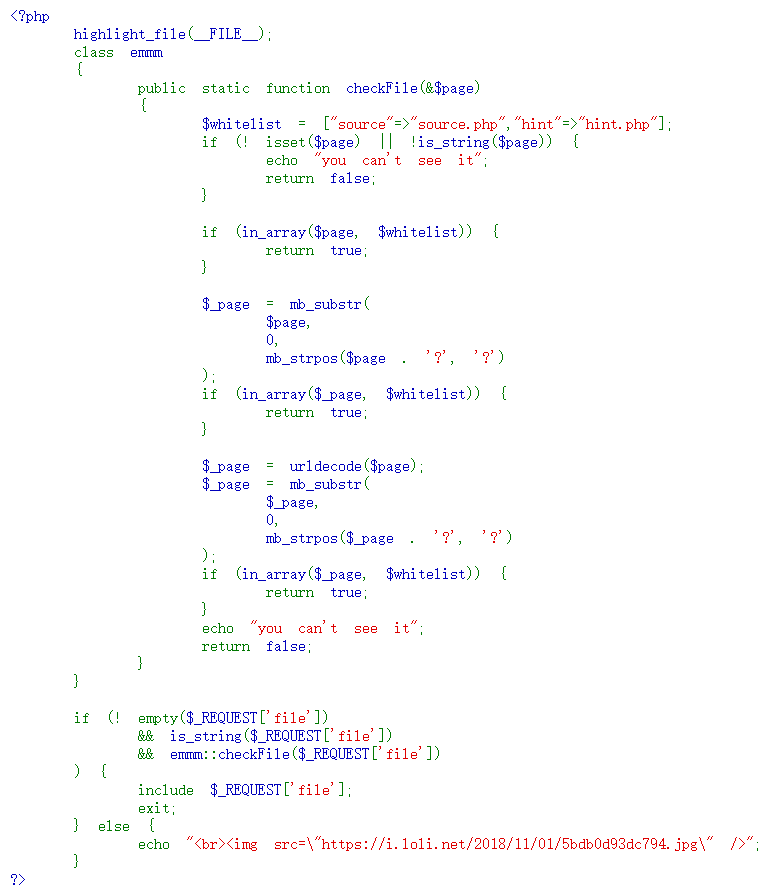 <?php
highlight_file(__FILE__);
class emmm
{
public static function checkFile(&$page)
{
$whitelist = ["source"=>"source.php","hint"=>"hint.php"];
if (! isset($page) || !is_string($page)) {
echo "you can't see it";
return false;
}
if (in_array($page, $whitelist)) {
return true;
}
$_page = mb_substr(
$page,
0,
mb_strpos($page . '?', '?')
);
if (in_array($_page, $whitelist)) {
return true;
}
$_page = urldecode($page);
$_page = mb_substr(
$_page,
0,
mb_strpos($_page . '?', '?')
);
if (in_array($_page, $whitelist)) {
return true;
}
echo "you can't see it";
return false;
}
}
if (! empty($_REQUEST['file'])
&& is_string($_REQUEST['file'])
&& emmm::checkFile($_REQUEST['file'])
) {
include $_REQUEST['file'];
exit;
} else {
echo "<br><img src=\"https://i.loli.net/2018/11/01/5bdb0d93dc794.jpg\" />";
}
?>